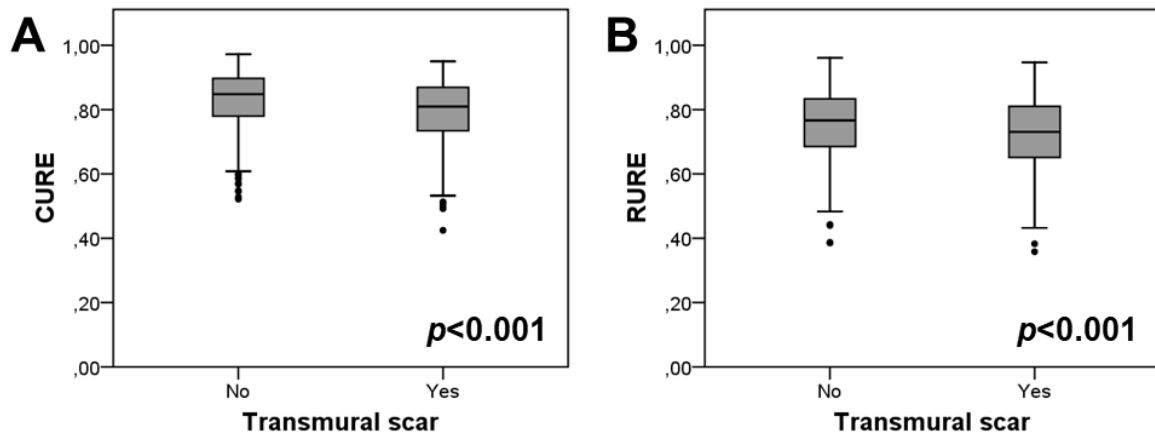 A
CURE
1,00
,80
,60
,40
,20
,00
p<0.001
No Yes
Transmural scar
B
RURE
1,00
,80
,60
,40
,20
,00
p<0.001
No Yes
Transmural scar